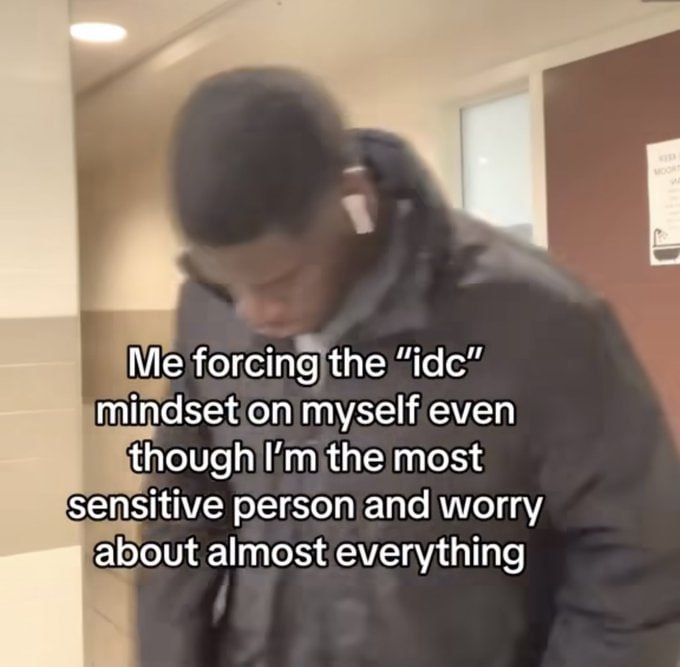 Me forcing the "idc"
mindset on myself even
though I'm the most
sensitive person and worry
about almost everything